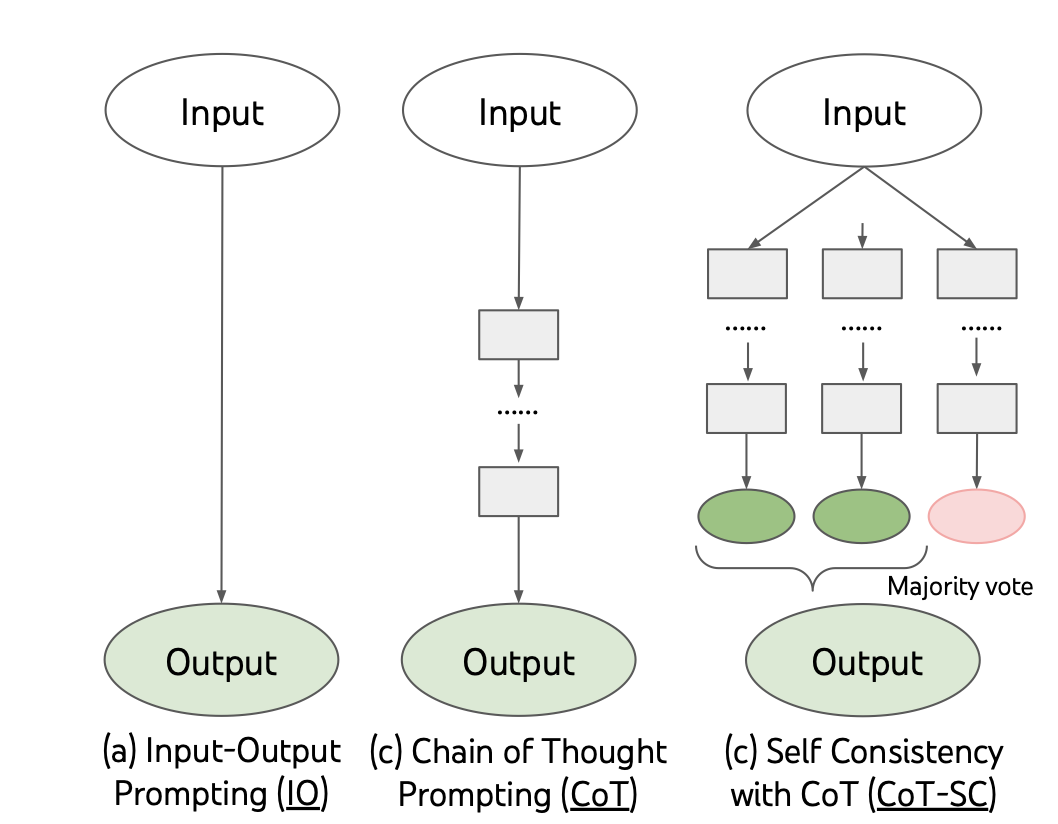 Input
Input
Input
......
......
......
......
Majority vote
Output
Output
Output
(a) Input-Output
Prompting (IO)
(c) Chain of Thought
Prompting (CoT)
(c) Self Consistency
with CoT (CoT-SC)